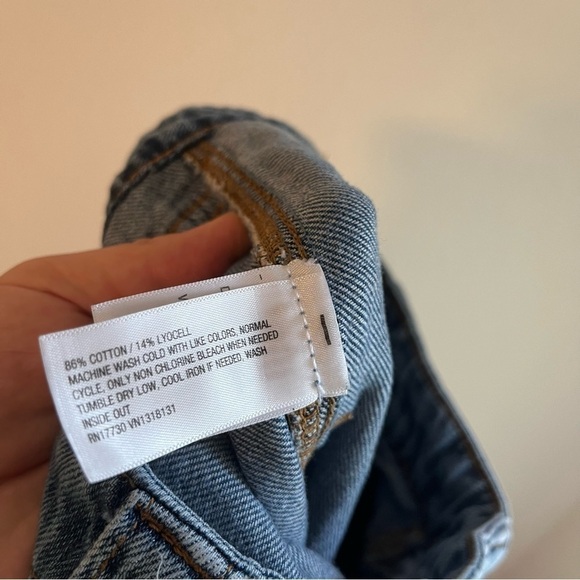 86% COTTON / 14% LYOCELL
MACHINE WASH COLD WITH LIKE COLORS, NORMAL
CYCLE, ONLY NON CHLORINE BLEACH WHEN NEEDED
TUMBLE DRY LOW, COOL IRON IF NEEDED, WASH
INSIDE OUT
RN17730 VN1318131